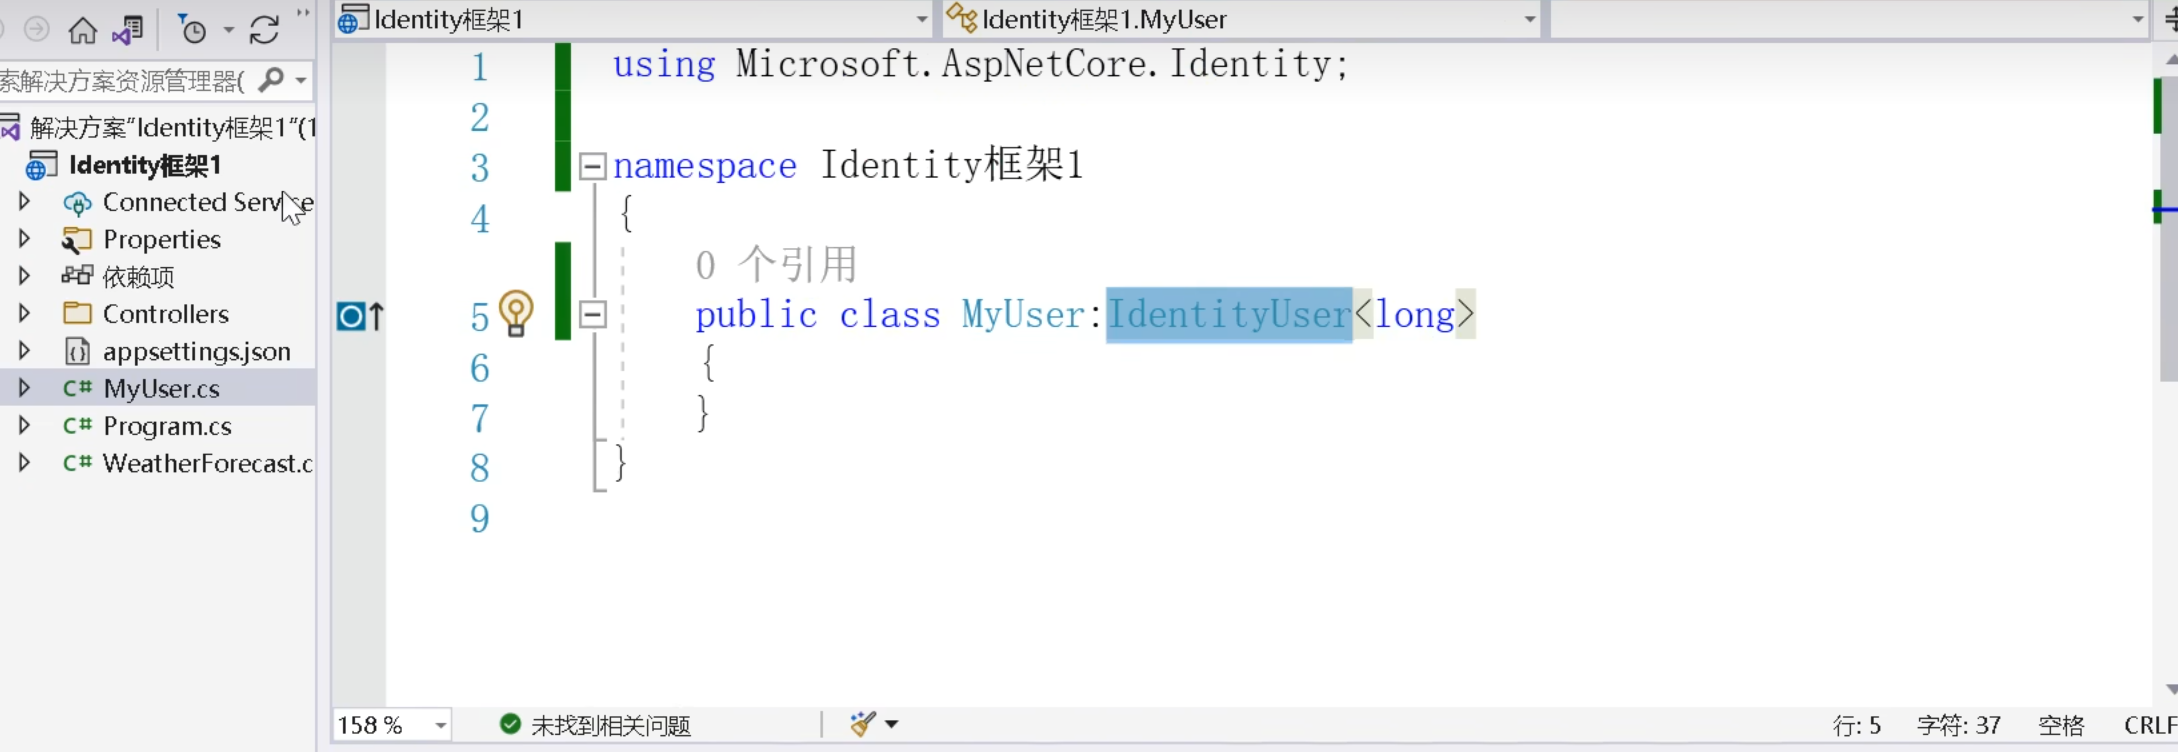 Identity框架1
Identity框架1.MyUser
索解决方案资源管理器(
解决方案"Identity框架1"(1
Identity框架1
Connected Service
Properties
依赖项
Controllers
appsettings.json
C# MyUser.cs
C# Program.cs
C# WeatherForecast.c
1 using Microsoft.AspNetCore.Identity;
2
3 namespace Identity框架1
4 {
0 个引用
5 public class MyUser:IdentityUser<long>
6 {
7 }
8 }
9
158 %
未找到相关问题
行: 5 字符: 37 空格 CRLF